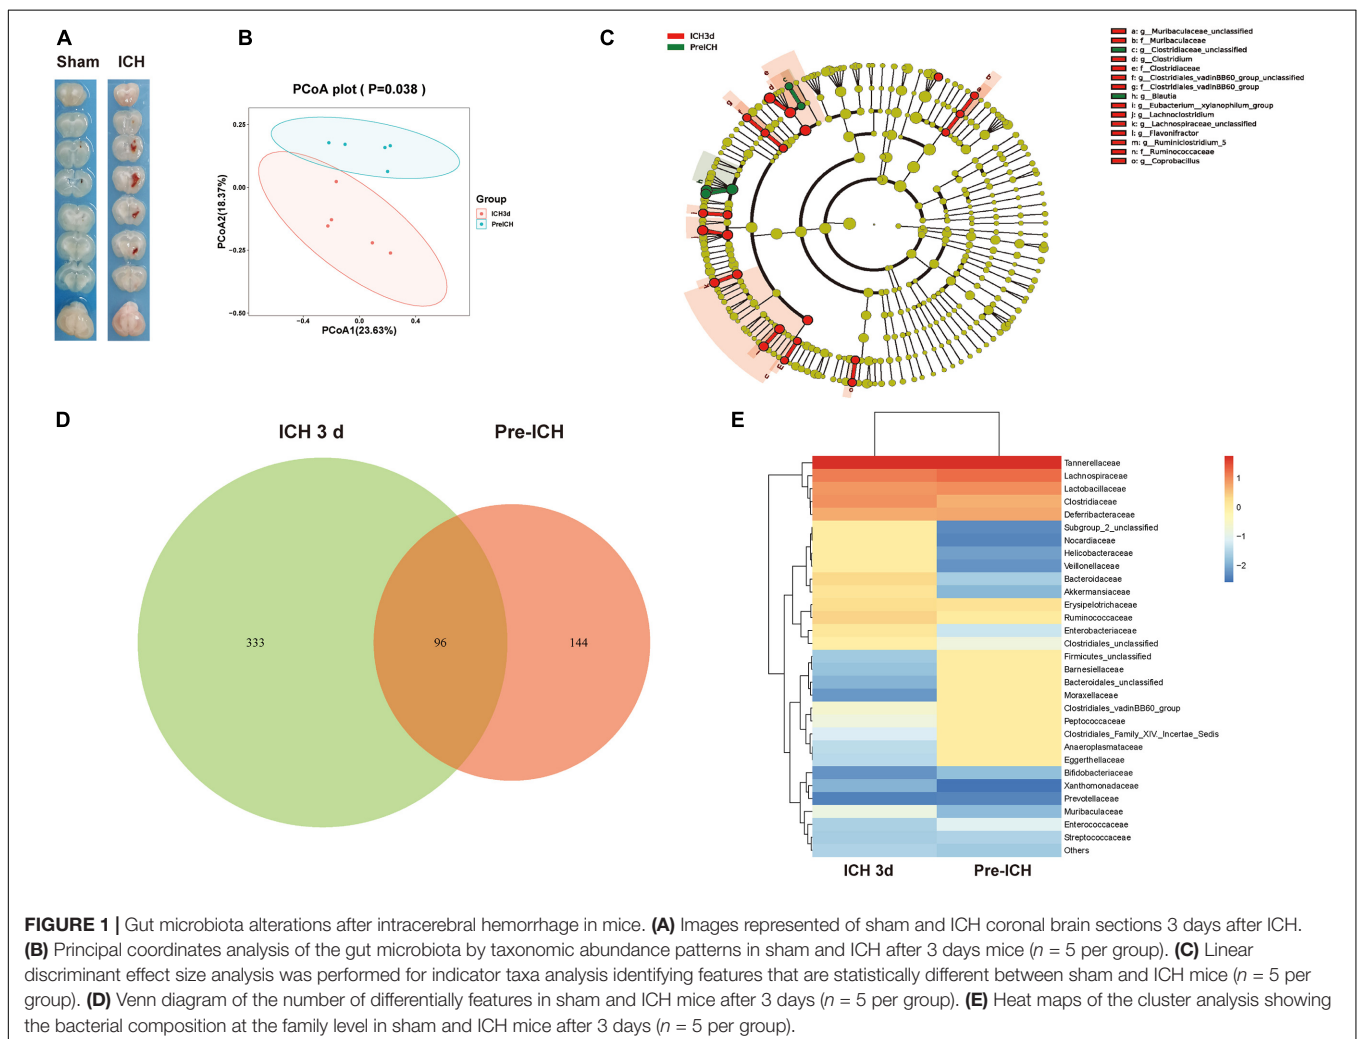 A
Sham
ICH
B
PCoA plot ( P=0.038 )
PCoA2(18.37%)
0.25
0.00
−0.25
−0.50
−0.4
0.0
0.4
PCoA1(23.63%)
Group
ICH3d
PreICH
C
ICH3d
PreICH
a: g__Muribaculaceae_unclassified
b: f__Muribaculaceae
c: g__Clostridiaceae_unclassified
d: g__Clostridium
e: f__Clostridiaceae
f: g__Clostridiales_vadinBB60_group_unclassified
g: f__Clostridiales_vadinBB60_group
h: g__Blautia
i: g__Eubacterium__xylanophilum_group
j: g__Lachnoclostridium
k: g__Lachnospiraceae_unclassified
l: g__Flavonifractor
m: g__Ruminiclostridium_5
n: f__Ruminococcaceae
o: g__Coprobacillus
D
ICH 3 d
Pre-ICH
333
96
144
E
Tannerellaceae
Lachnospiraceae
Lactobacillaceae
Clostridiaceae
Deferribacteraceae
Subgroup_2_unclassified
Nocardiaceae
Helicobacteraceae
Veillonellaceae
Bacteroidaceae
Akkermansiaceae
Erysipelotrichaceae
Ruminococcaceae
Enterobacteriaceae
Clostridiales_unclassified
Firmicutes_unclassified
Barnesiellaceae
Bacteroidales_unclassified
Moraxellaceae
Clostridiales_vadinBB60_group
Peptococcaceae
Clostridiales_Family_XIV._Incertae_Sedis
Anaeroplasmataceae
Eggerthellaceae
Bifidobacteriaceae
Xanthomonadaceae
Prevotellaceae
Muribaculaceae
Enterococcaceae
Streptococcaceae
Others
1
0
−1
−2
ICH 3d
Pre-ICH
FIGURE 1 | Gut microbiota alterations after intracerebral hemorrhage in mice. (A) Images represented of sham and ICH coronal brain sections 3 days after ICH.
(B) Principal coordinates analysis of the gut microbiota by taxonomic abundance patterns in sham and ICH after 3 days mice (n = 5 per group). (C) Linear
discriminant effect size analysis was performed for indicator taxa analysis identifying features that are statistically different between sham and ICH mice (n = 5 per
group). (D) Venn diagram of the number of differentially features in sham and ICH mice after 3 days (n = 5 per group). (E) Heat maps of the cluster analysis showing
the bacterial composition at the family level in sham and ICH mice after 3 days (n = 5 per group).